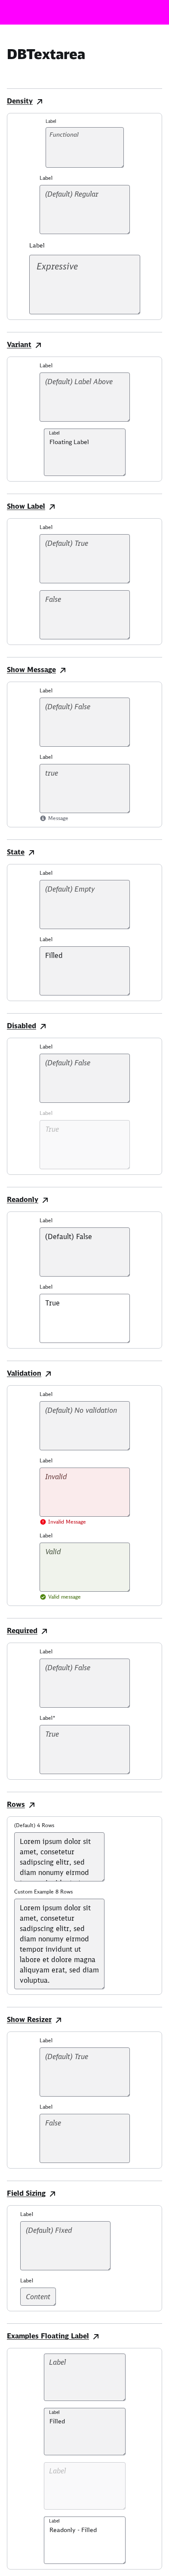 DBTextarea
Density
Label
Functional
Label
(Default) Regular
Label
Expressive
Variant
Label
(Default) Label Above
Label
Floating Label
Show Label
Label
(Default) True
False
Show Message
Label
(Default) False
Label
true
Message
State
Label
(Default) Empty
Label
Filled
Disabled
Label
(Default) False
Label
True
Readonly
Label
(Default) False
Label
True
Validation
Label
(Default) No validation
Label
Invalid
Invalid Message
Label
Valid
Valid message
Required
Label
(Default) False
Label*
True
Rows
(Default) 4 Rows
Lorem ipsum dolor sit
amet, consetetur
sadipscing elitr, sed
diam nonumy eirmod
Custom Example 8 Rows
Lorem ipsum dolor sit
amet, consetetur
sadipscing elitr, sed
diam nonumy eirmod
tempor invidunt ut
labore et dolore magna
aliquyam erat, sed diam
voluptua.
Show Resizer
Label
(Default) True
Label
False
Field Sizing
Label
(Default) Fixed
Label
Content
Examples Floating Label
Label
Label
Filled
Label
Label
Readonly - Filled